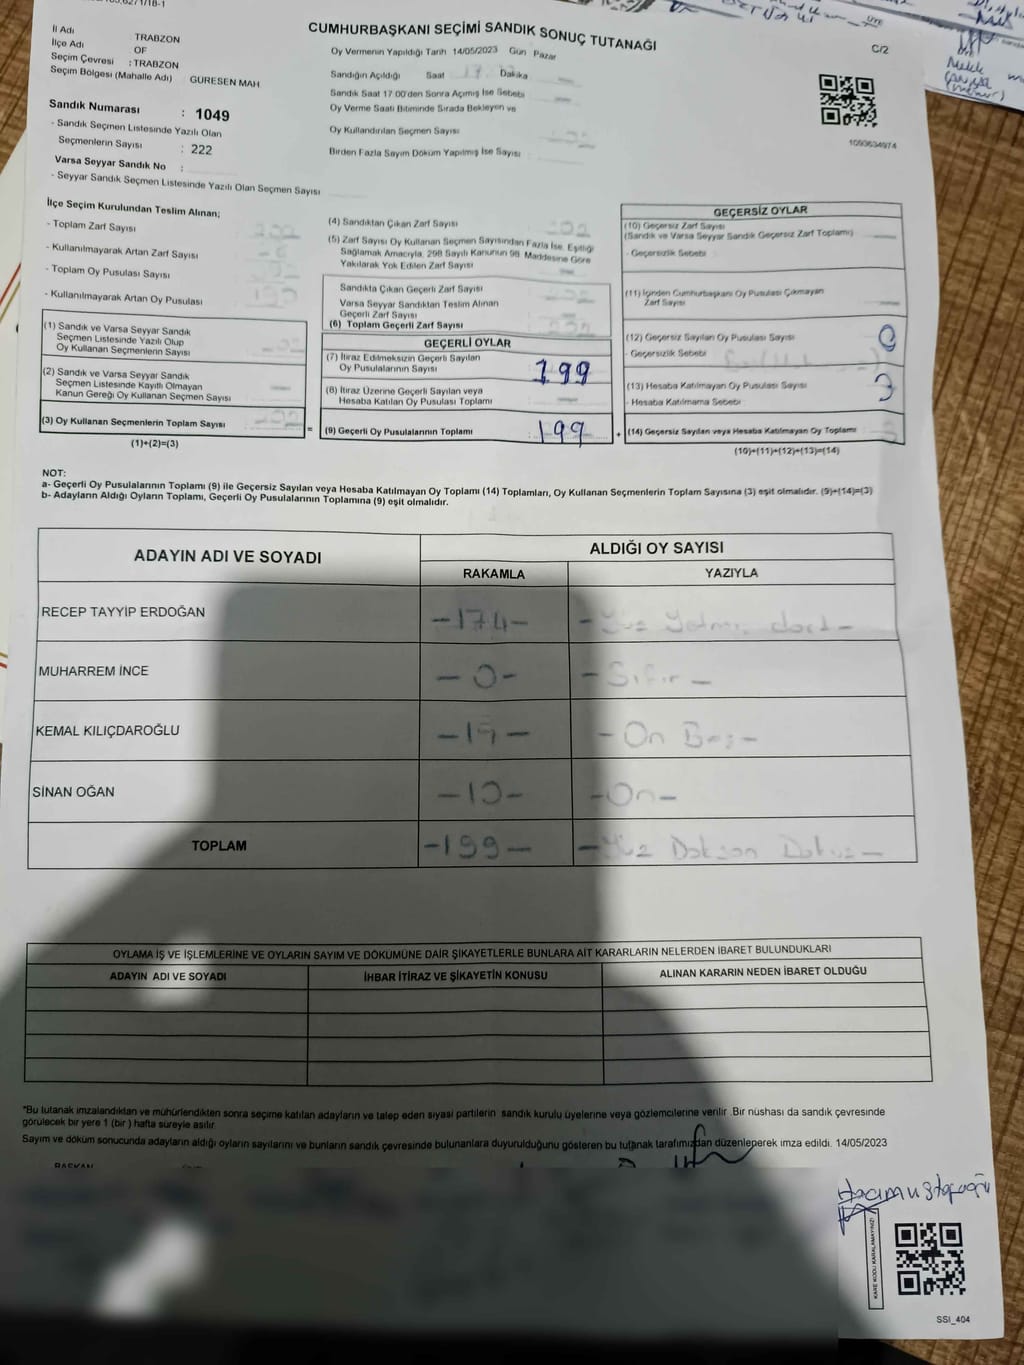 CUMHURBAŞKANI SEÇİMİ SANDIK SONUÇ TUTANAĞI
C/2
İl Adı TRABZON
İlçe Adı OF
Seçim Çevresi : TRABZON
Seçim Bölgesi (Mahalle Adı) GÜRESEN MAH
Oy Vermenin Yapıldığı Tarih 14/05/2023 Gün Pazar
Sandığın Açıldığı Saat 17 Dakika
Sandık Saat 17.00'den Sonra Açımış İse Sebebi
Oy Verme Saati Bitiminde Sırada Bekleyen ve
Oy Kullandırılan Seçmen Sayısı
Birden Fazla Sayım Döküm Yapılmış İse Sayısı
1093634974
Sandık Numarası : 1049
- Sandık Seçmen Listesinde Yazılı Olan
Seçmenlerin Sayısı : 222
Varsa Seyyar Sandık No :
- Seyyar Sandık Seçmen Listesinde Yazılı Olan Seçmen Sayısı
İlçe Seçim Kurulundan Teslim Alınan;
- Toplam Zarf Sayısı
- Kullanılmayarak Artan Zarf Sayısı
- Toplam Oy Pusulası Sayısı
- Kullanılmayarak Artan Oy Pusulası
(1) Sandık ve Varsa Seyyar Sandık
Seçmen Listesinde Yazılı Olup
Oy Kullanan Seçmenlerin Sayısı
(2) Sandık ve Varsa Seyyar Sandık
Seçmen Listesinde Kayıtlı Olmayan
Kanun Gereği Oy Kullanan Seçmen Sayısı
(3) Oy Kullanan Seçmenlerin Toplam Sayısı 202
(1)+(2)=(3)
(4) Sandıktan Çıkan Zarf Sayısı 202
(5) Zarf Sayısı Oy Kullanan Seçmen Sayısından Fazla İse, Eşitliği
Sağlamak Amacıyla, 298 Sayılı Kanunun 98. Maddesine Göre
Yakılarak Yok Edilen Zarf Sayısı
Sandıkta Çıkan Geçerli Zarf Sayısı
Varsa Seyyar Sandıktan Teslim Alınan
Geçerli Zarf Sayısı
(6) Toplam Geçerli Zarf Sayısı 202
GEÇERLİ OYLAR
(7) İtiraz Edilmeksizin Geçerli Sayılan
Oy Pusulalarının Sayısı 199
(8) İtiraz Üzerine Geçerli Sayılan veya
Hesaba Katılan Oy Pusulası Toplamı
= (9) Geçerli Oy Pusulalarının Toplamı : 199 +
GEÇERSİZ OYLAR
(10) Geçersiz Zarf Sayısı
(Sandık ve Varsa Seyyar Sandık Geçersiz Zarf Toplamı)
- Geçersizlik Sebebi
(11) İçinden Cumhurbaşkanı Oy Pusulası Çıkmayan
Zarf Sayısı
(12) Geçersiz Sayılan Oy Pusulası Sayısı 0
- Geçersizlik Sebebi
(13) Hesaba Katılmayan Oy Pusulası Sayısı 3
- Hesaba Katılmama Sebebi
(14) Geçersiz Sayılan veya Hesaba Katılmayan Oy Toplamı 3
(10)+(11)+(12)+(13)=(14)
NOT:
a- Geçerli Oy Pusulalarının Toplamı (9) ile Geçersiz Sayılan veya Hesaba Katılmayan Oy Toplamı (14) Toplamları, Oy Kullanan Seçmenlerin Toplam Sayısına (3) eşit olmalıdır. (9)+(14)=(3)
b- Adayların Aldığı Oyların Toplamı, Geçerli Oy Pusulalarının Toplamına (9) eşit olmalıdır.
ADAYIN ADI VE SOYADI ALDIĞI OY SAYISI
RAKAMLA YAZIYLA
RECEP TAYYİP ERDOĞAN -174- - Yüz Yetmiş dört -
MUHARREM İNCE - 0 - - Sıfır -
KEMAL KILIÇDAROĞLU - 15 - - On Beş -
SİNAN OĞAN -10- -On-
TOPLAM -199- -Yüz Doksan Dokuz-
OYLAMA İŞ VE İŞLEMLERİNE VE OYLARIN SAYIM VE DÖKÜMÜNE DAİR ŞİKAYETLERLE BUNLARA AİT KARARLARIN NELERDEN İBARET BULUNDUKLARI
ADAYIN ADI VE SOYADI İHBAR İTİRAZ VE ŞİKAYETİN KONUSU ALINAN KARARIN NEDEN İBARET OLDUĞU
*Bu tutanak imzalandıktan ve mühürlendikten sonra seçime katılan adayların ve talep eden siyasi partilerin sandık kurulu üyelerine veya gözlemcilerine verilir .Bir nüshası da sandık çevresinde
görülecek bir yere 1 (bir ) hafta süreyle asılır.
Sayım ve döküm sonucunda adayların aldığı oyların sayılarını ve bunların sandık çevresinde bulunanlara duyurulduğunu gösteren bu tutanak tarafımızdan düzenlenerek imza edildi. 14/05/2023
BAŞKAN
KARE KODU KARALAMAYINIZ!
SSI_404